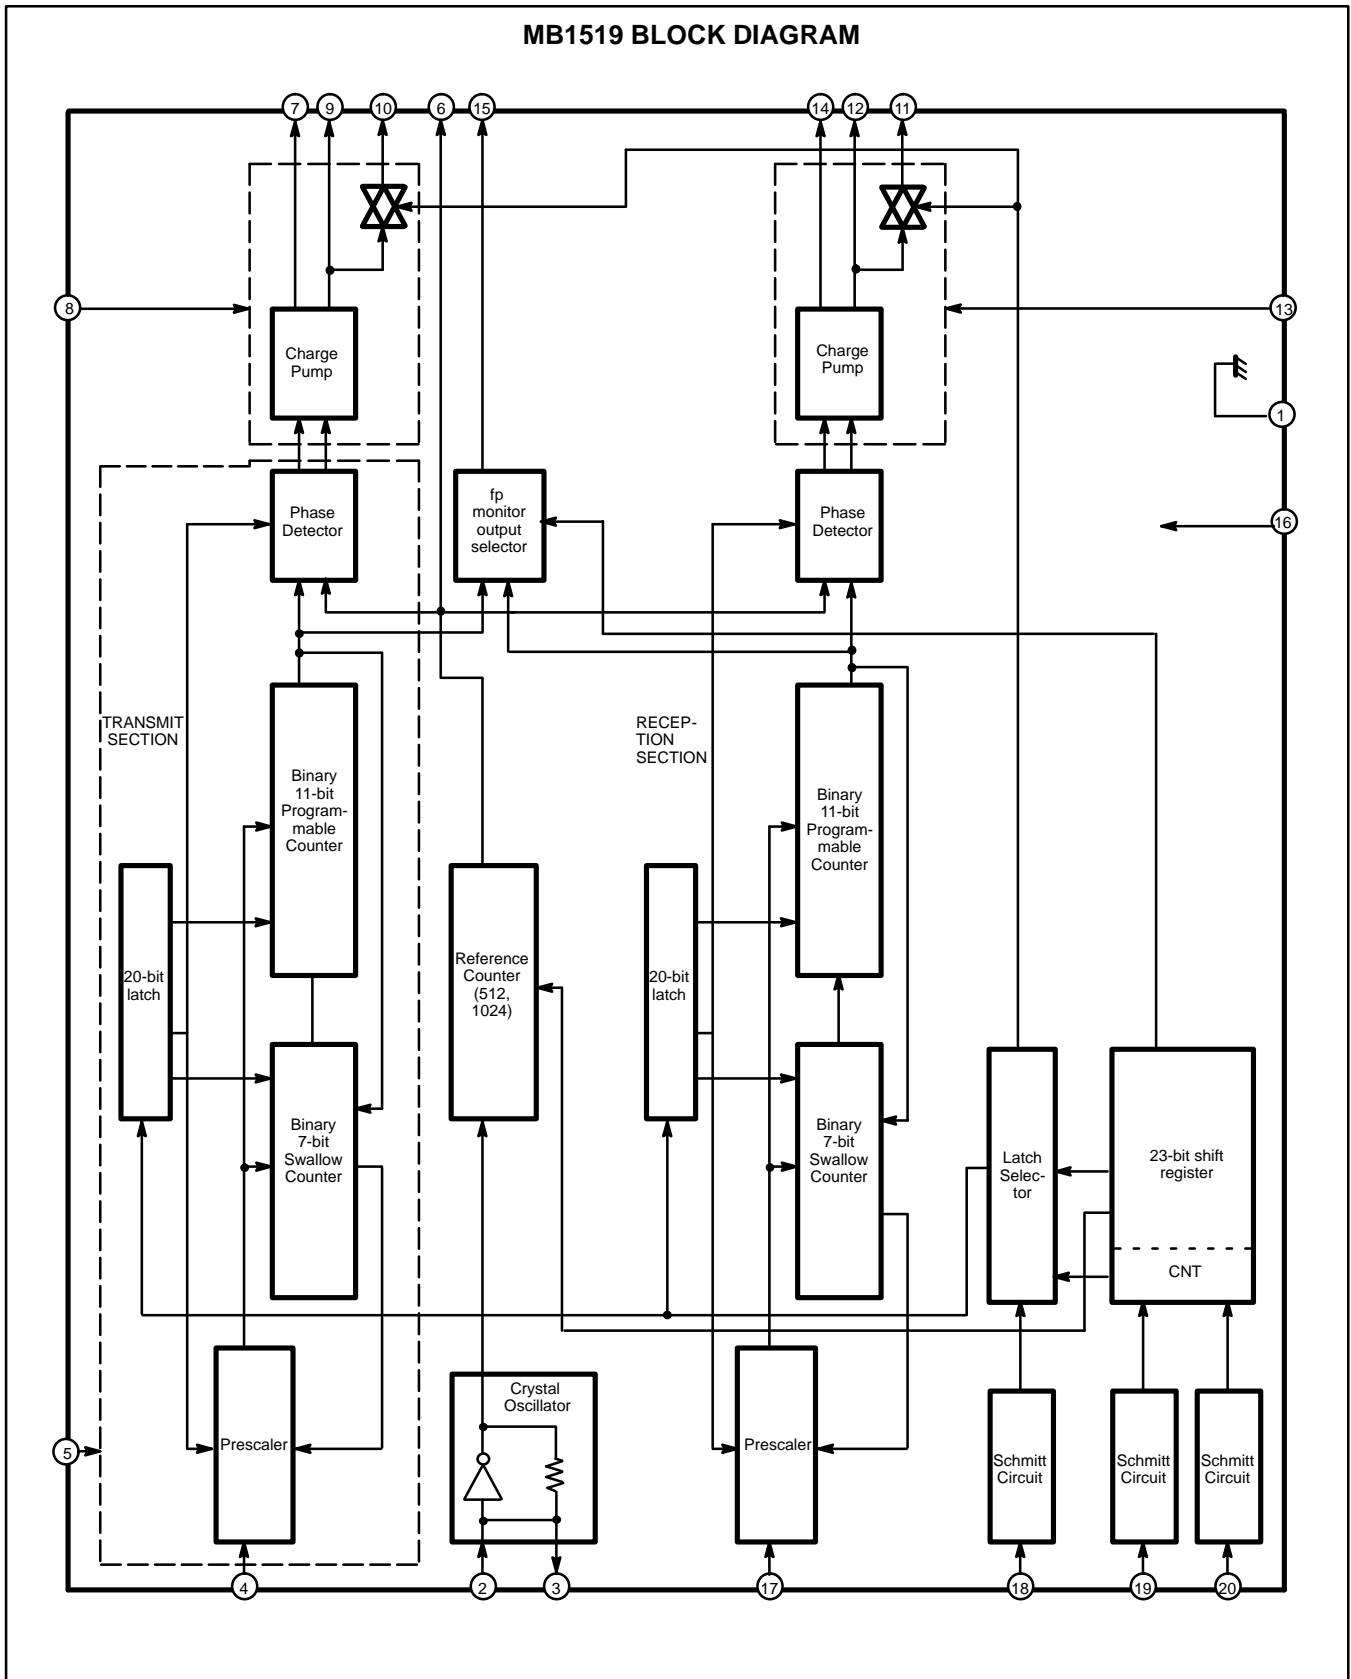 MB1519 BLOCK DIAGRAM
7
9
10
6
15
14
12
11
8
13
Charge
Pump
Charge
Pump
1
Phase
Detector
fp
monitor
output
selector
Phase
Detector
16
TRANSMIT
SECTION
RECEP-
TION
SECTION
Binary
11-bit
Program-
mable
Counter
Binary
11-bit
Program-
mable
Counter
20-bit
latch
Reference
Counter
(512,
1024)
20-bit
latch
Binary
7-bit
Swallow
Counter
Binary
7-bit
Swallow
Counter
Latch
Selec-
tor
23-bit shift
register
CNT
Crystal
Oscillator
5
Prescaler
Prescaler
Schmitt
Circuit
Schmitt
Circuit
Schmitt
Circuit
4
2
3
17
18
19
20